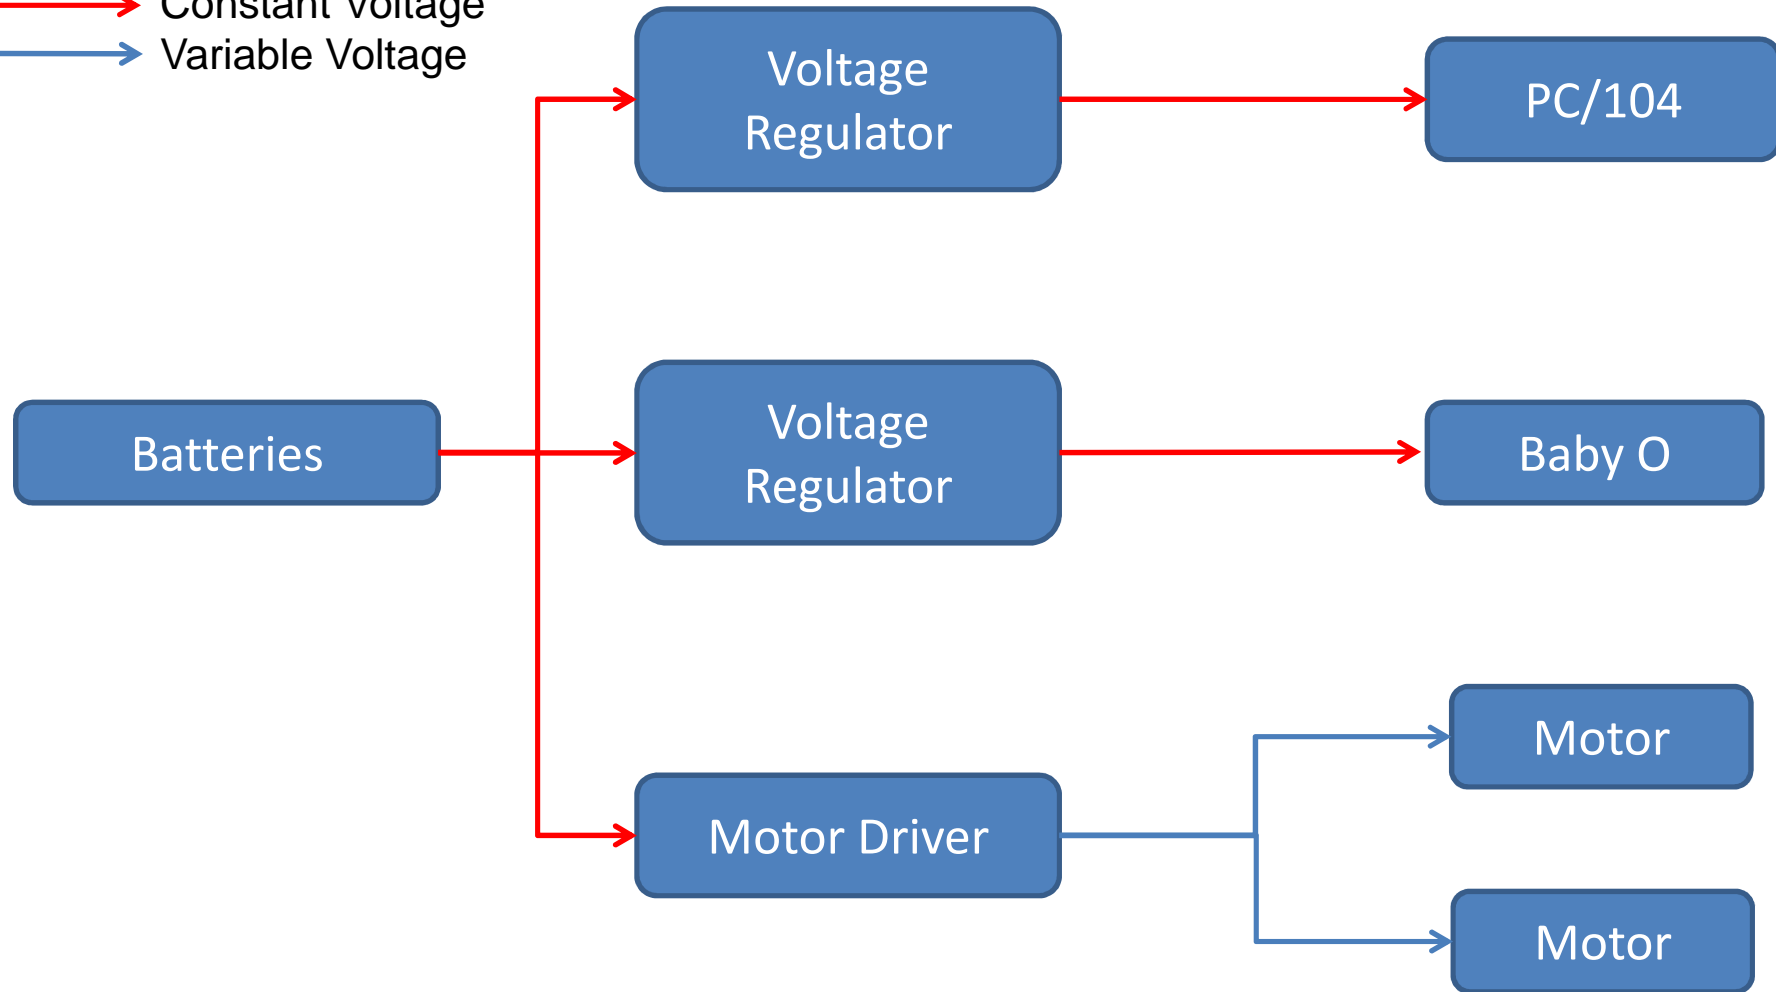 Constant Voltage
Variable Voltage
Voltage
Regulator
PC/104
Batteries
Voltage
Regulator
Baby O
Motor Driver
Motor
Motor